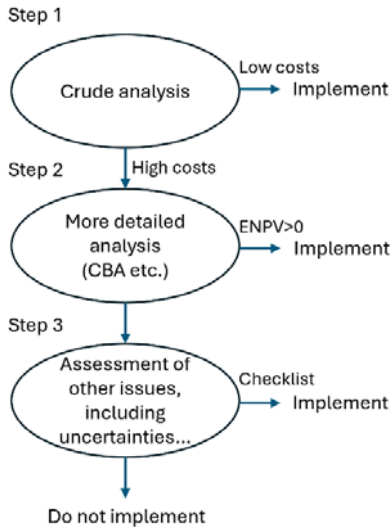 Step 1
Crude analysis
Low costs
Implement
High costs
Step 2
More detailed
analysis
(CBA etc.)
ENPV>0
Implement
Step 3
Assessment of
other issues,
including
uncertainties...
Checklist
Implement
Do not implement